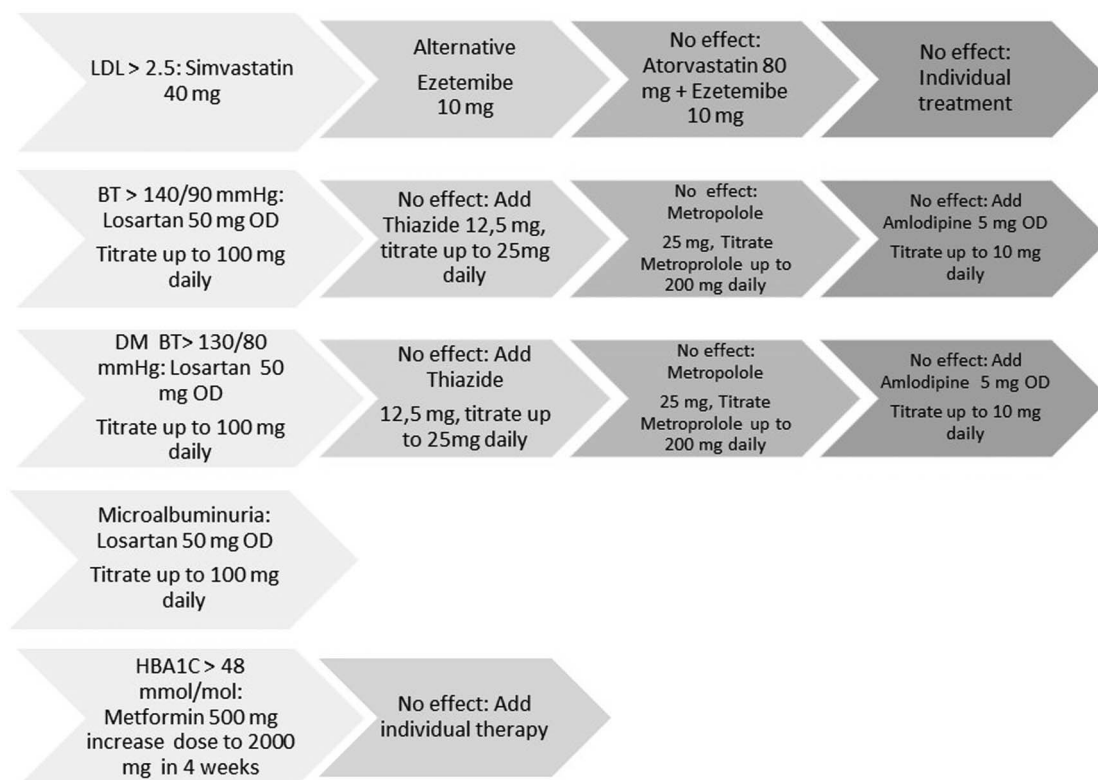 LDL > 2.5: Simvastatin
40 mg
Alternative
Ezetemibe
10 mg
No effect:
Atorvastatin 80
mg + Ezetemibe
10 mg
No effect:
Individual
treatment
BT > 140/90 mmHg:
Losartan 50 mg OD
Titrate up to 100 mg
daily
No effect: Add
Thiazide 12,5 mg,
titrate up to 25mg
daily
No effect:
Metropolole
25 mg, Titrate
Metroprolole up to
200 mg daily
No effect: Add
Amlodipine 5 mg OD
Titrate up to 10 mg
daily
DM BT> 130/80
mmHg: Losartan 50
mg OD
Titrate up to 100 mg
daily
No effect: Add
Thiazide
12,5 mg, titrate up
to 25mg daily
No effect:
Metropolole
25 mg, Titrate
Metroprolole up to
200 mg daily
No effect: Add
Amlodipine 5 mg OD
Titrate up to 10 mg
daily
Microalbuminuria:
Losartan 50 mg OD
Titrate up to 100 mg
daily
HBA1C > 48
mmol/mol:
Metformin 500 mg
increase dose to 2000
mg in 4 weeks
No effect: Add
individual therapy